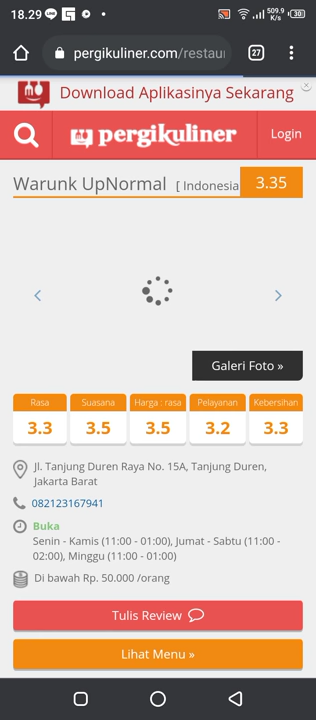 18.29
509.9
K/s
30
pergikuliner.com/restau
27
Download Aplikasinya Sekarang
pergikuliner
Login
Warunk UpNormal [ Indonesia
3.35
Galeri Foto »
Rasa Suasana Harga : rasa Pelayanan Kebersihan
3.3 3.5 3.5 3.2 3.3
Jl. Tanjung Duren Raya No. 15A, Tanjung Duren,
Jakarta Barat
082123167941
Buka
Senin - Kamis (11:00 - 01:00), Jumat - Sabtu (11:00 -
02:00), Minggu (11:00 - 01:00)
Di bawah Rp. 50.000 /orang
Tulis Review
Lihat Menu »